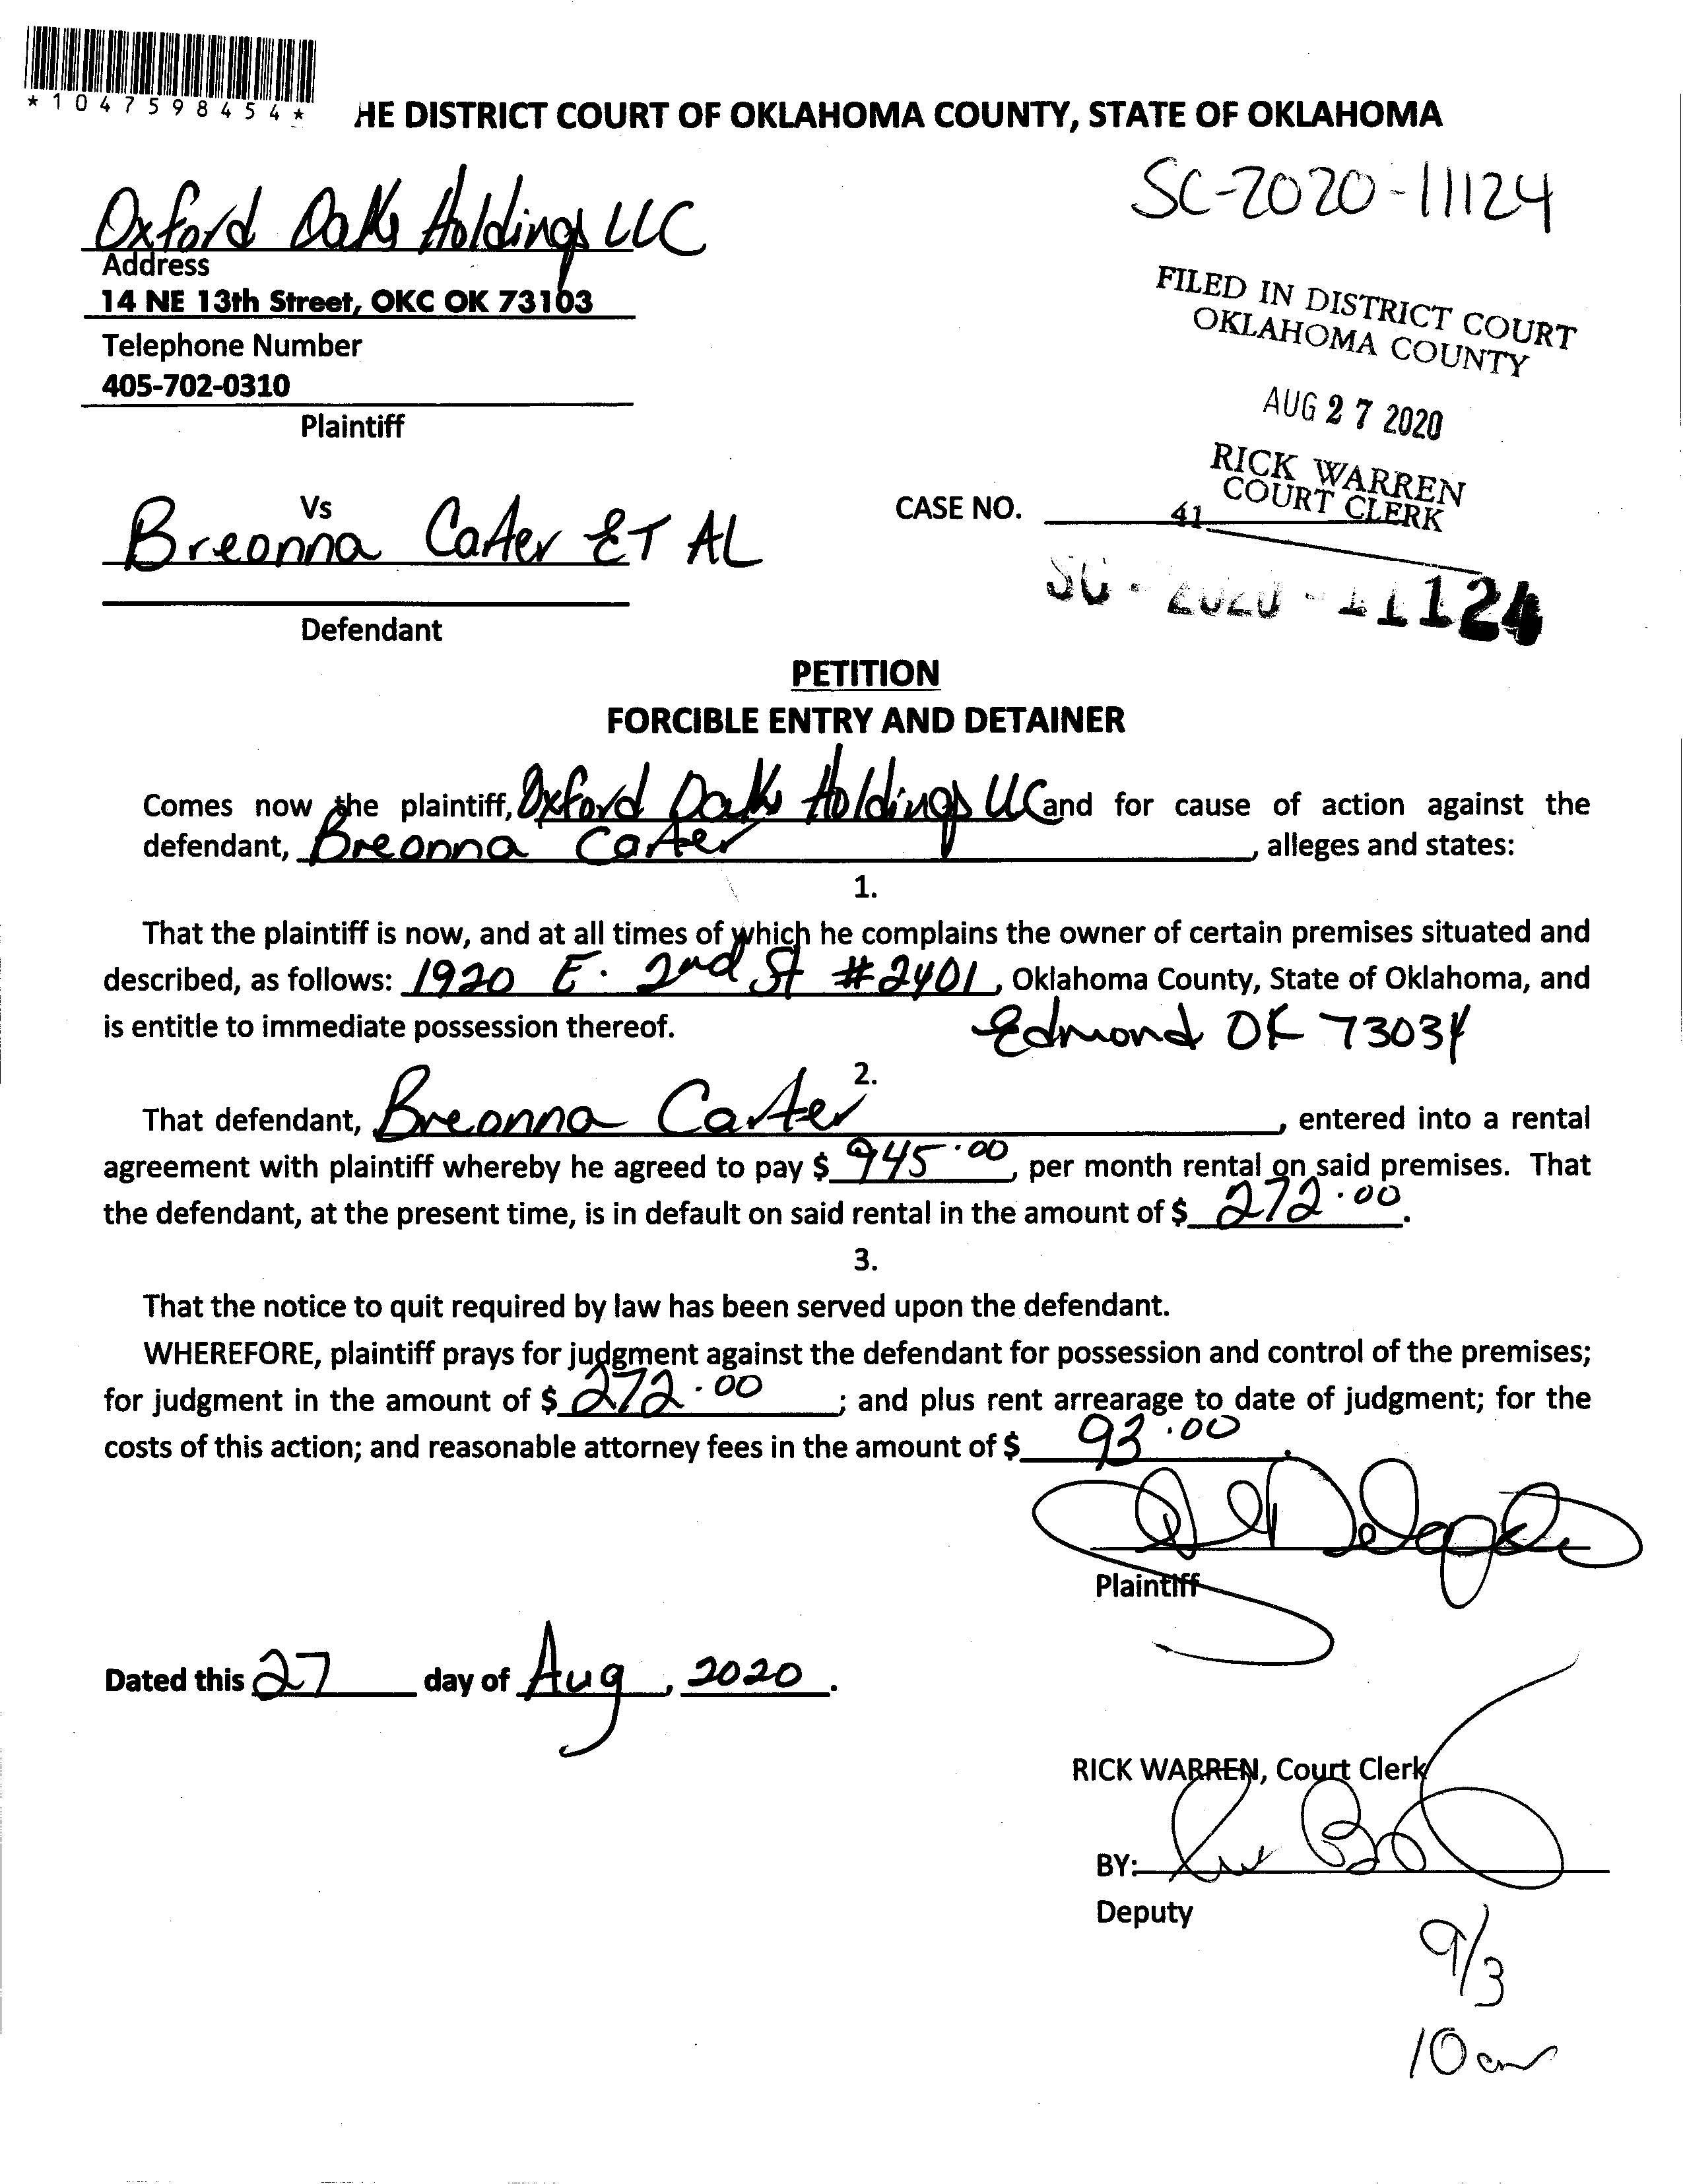 *1047598454*
HE DISTRICT COURT OF OKLAHOMA COUNTY, STATE OF OKLAHOMA
SC-2020-11124
Oxford Oaks Holdings LLC
Address
14 NE 13th Street, OKC OK 73103
Telephone Number
405-702-0310
Plaintiff
FILED IN DISTRICT COURT
OKLAHOMA COUNTY
AUG 27 2020
RICK WARREN
COURT CLERK
41
Vs
Breonna Carter ET AL
CASE NO.
SC-2020-11124
Defendant
PETITION
FORCIBLE ENTRY AND DETAINER
Comes now the plaintiff, Oxford Oaks Holdings LLC and for cause of action against the
defendant, Breonna Carter, alleges and states:
1.
That the plaintiff is now, and at all times of which he complains the owner of certain premises situated and
described, as follows: 1920 E. 2nd St #2401, Oklahoma County, State of Oklahoma, and
is entitle to immediate possession thereof. Edmond OK 73034
2.
That defendant, Breonna Carter, entered into a rental
agreement with plaintiff whereby he agreed to pay $ 945.00, per month rental on said premises. That
the defendant, at the present time, is in default on said rental in the amount of $ 272.00.
3.
That the notice to quit required by law has been served upon the defendant.
WHEREFORE, plaintiff prays for judgment against the defendant for possession and control of the premises;
for judgment in the amount of $ 272.00; and plus rent arrearage to date of judgment; for the
costs of this action; and reasonable attorney fees in the amount of $ 93.00.
Plaintiff
Dated this 27 day of Aug, 2020.
RICK WARREN, Court Clerk
BY:
Deputy
9/3
10am